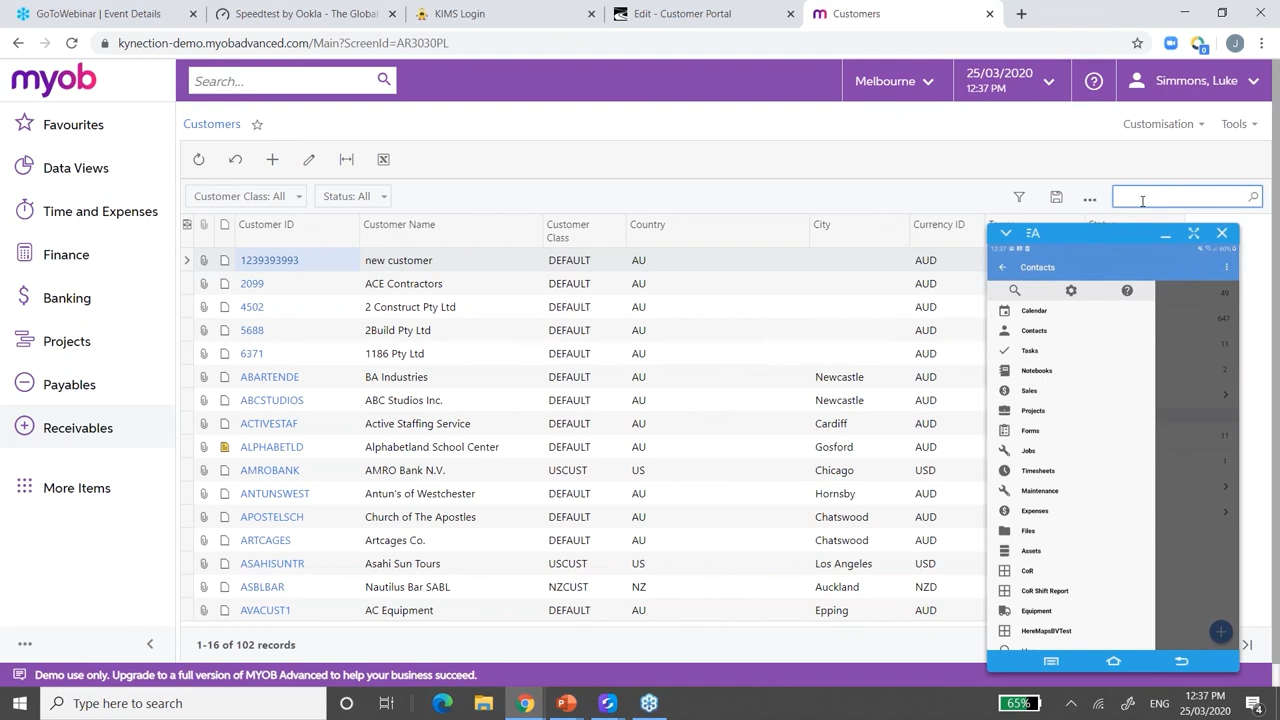 GoToWebinar | Event Details
Speedtest by Ookla - The Global
KIMS Login
Edit - Customer Portal
Customers
kynection-demo.myobadvanced.com/Main?ScreenId=AR3030PL
0
J
myob
Search...
Melbourne
25/03/2020
12:37 PM
Simmons, Luke
Favourites
Data Views
Time and Expenses
Finance
Banking
Projects
Payables
Receivables
More Items
Customers
Customisation
Tools
Customer Class: All
Status: All
Customer ID Customer Name Customer Class Country City Currency ID
1239393993 new customer DEFAULT AU AUD
2099 ACE Contractors DEFAULT AU AUD
4502 2 Construct Pty Ltd DEFAULT AU AUD
5688 2Build Pty Ltd DEFAULT AU AUD
6371 1186 Pty Ltd DEFAULT AU AUD
ABARTENDE BA Industries DEFAULT AU Newcastle AUD
ABCSTUDIOS ABC Studios Inc. DEFAULT AU Newcastle AUD
ACTIVESTAF Active Staffing Service DEFAULT AU Cardiff AUD
ALPHABETLD Alphabetland School Center DEFAULT AU Gosford AUD
AMROBANK AMRO Bank N.V. USCUST US Chicago USD
ANTUNSWEST Antun's of Westchester DEFAULT AU Hornsby AUD
APOSTELSCH Church of The Apostles DEFAULT AU Chatswood AUD
ARTCAGES Artcages Co. DEFAULT AU Chatswood AUD
ASAHISUNTR Asahi Sun Tours USCUST US Los Angeles USD
ASBLBAR Nautilus Bar SABL NZCUST NZ Auckland NZD
AVACUST1 AC Equipment DEFAULT AU Epping AUD
1-16 of 102 records
12:37
60%
Contacts
Calendar
Contacts
Tasks
Notebooks
Sales
Projects
Forms
Jobs
Timesheets
Maintenance
Expenses
Files
Assets
CoR
CoR Shift Report
Equipment
HereMapsBVTest
49
647
11
2
11
1
Demo use only. Upgrade to a full version of MYOB Advanced to help your business succeed.
Type here to search
65%
ENG
12:37 PM
25/03/2020
4